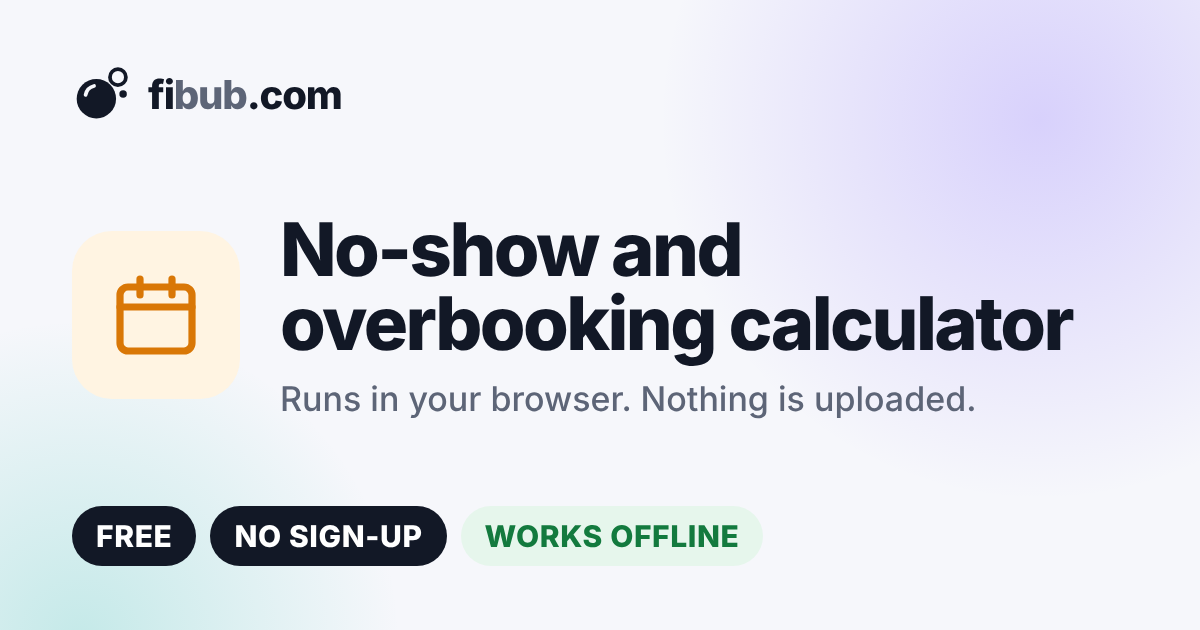 fibub.com
No-show and
overbooking calculator
Runs in your browser. Nothing is uploaded.
FREE NO SIGN-UP WORKS OFFLINE